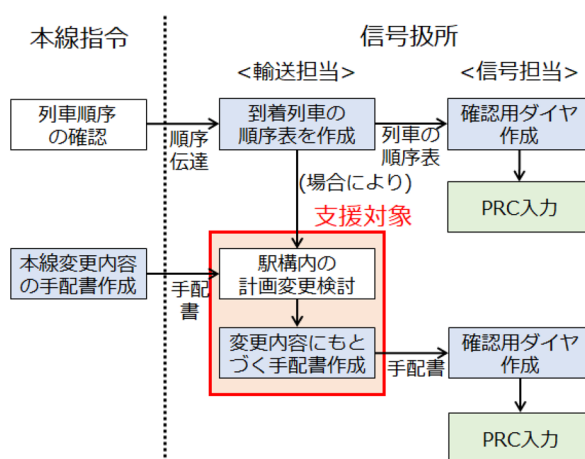 本線指令
信号扱所
<輸送担当>
<信号担当>
列車順序
の確認
順序
伝達
到着列車の
順序表を作成
列車の
順序表
確認用ダイヤ
作成
(場合により)
PRC入力
支援対象
本線変更内容
の手配書作成
手配
書
駅構内の
計画変更検討
変更内容にもと
づく手配書作成
手配書
確認用ダイヤ
作成
PRC入力